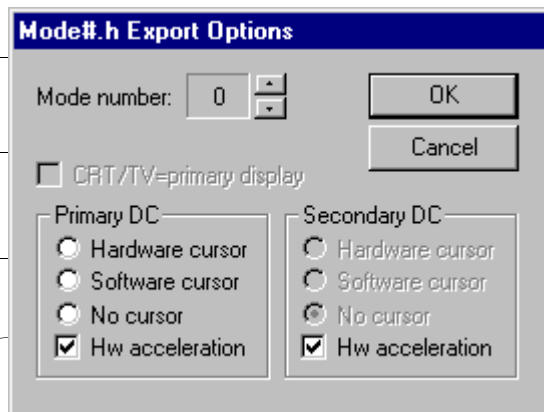 Mode#.h Export Options
Mode number: 0
OK
Cancel
CRT/TV=primary display
Primary DC
Hardware cursor
Software cursor
No cursor
Hw acceleration
Secondary DC
Hardware cursor
Software cursor
No cursor
Hw acceleration